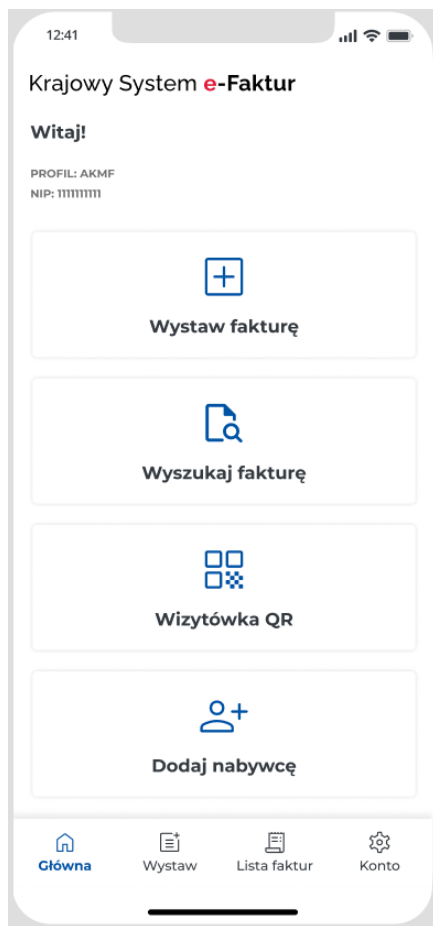 12:41
Krajowy System e-Faktur
Witaj!
PROFIL: AKMF
NIP: 1111111111
Wystaw fakturę
Wyszukaj fakturę
Wizytówka QR
Dodaj nabywcę
Główna Wystaw Lista faktur Konto